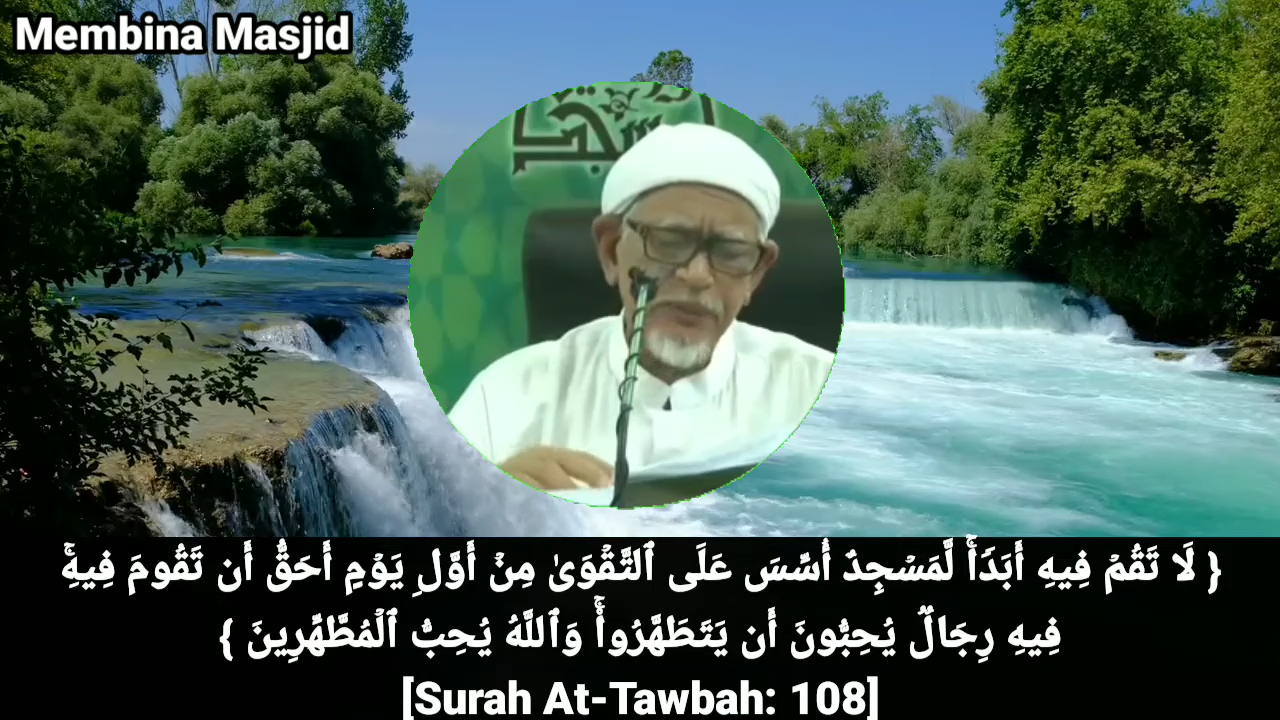 Membina Masjid
{ لَا تَقُمْ فِيهِ أَبَدًۭاۚ لَّمَسْجِدٌ أُسِّسَ عَلَى ٱلتَّقْوَىٰ مِنْ أَوَّلِ يَوْمٍ أَحَقُّ أَن تَقُومَ فِيهِۚ
فِيهِ رِجَالٌۭ يُحِبُّونَ أَن يَتَطَهَّرُوا۟ۚ وَٱللَّهُ يُحِبُّ ٱلْمُطَّهِّرِينَ }
[Surah At-Tawbah: 108]